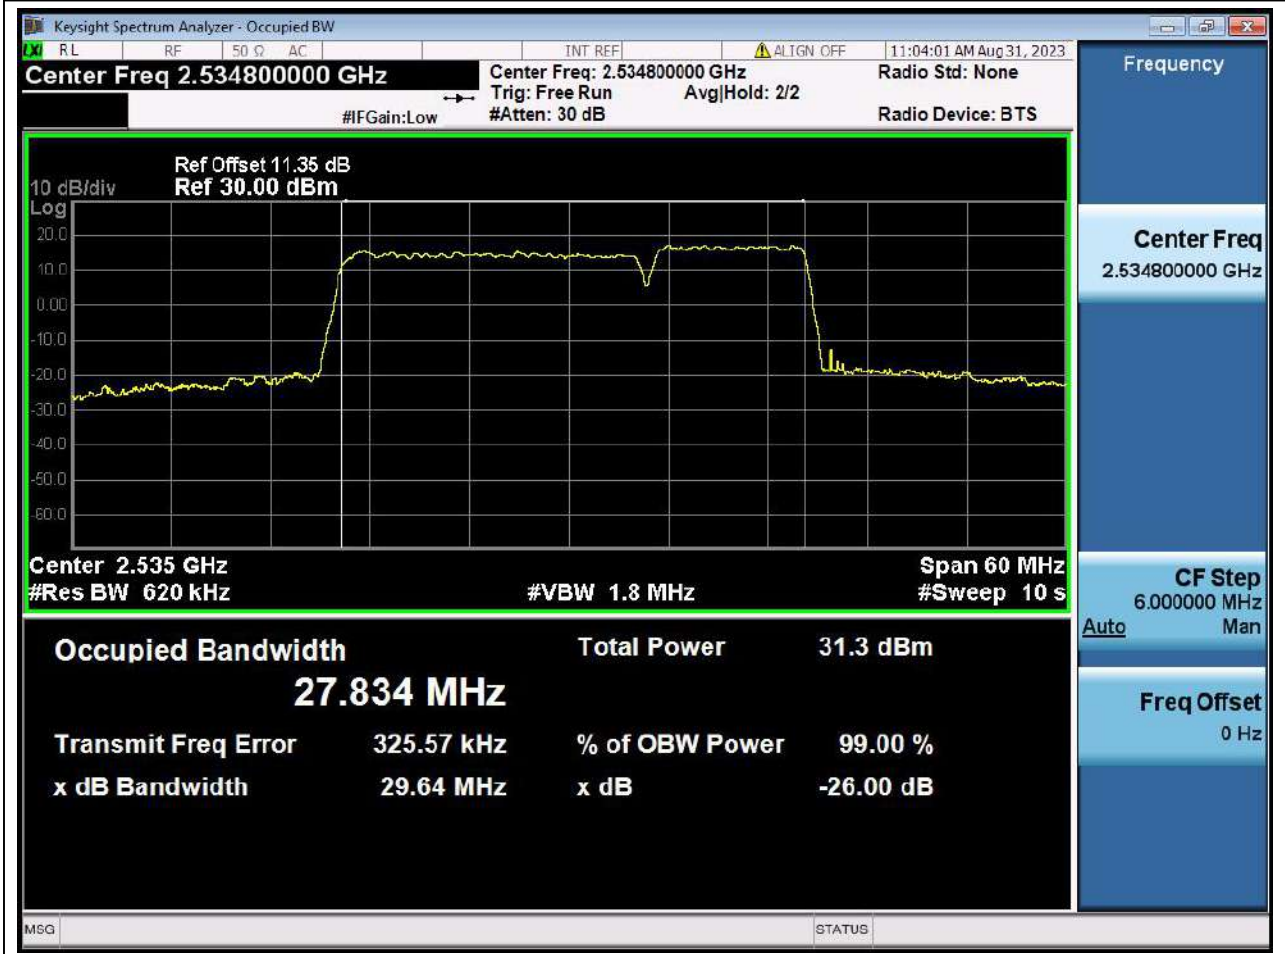 Keysight Spectrum Analyzer - Occupied BW
LXI RL RF 50 Ω AC INT REF ALIGN OFF 11:04:01 AM Aug 31, 2023
Center Freq 2.534800000 GHz
Center Freq: 2.534800000 GHz
Radio Std: None
Trig: Free Run Avg|Hold: 2/2
#IFGain:Low
#Atten: 30 dB
Radio Device: BTS
Ref Offset 11.35 dB
10 dB/div Ref 30.00 dBm
Log
20.0
10.0
0.00
-10.0
-20.0
-30.0
-40.0
-50.0
-60.0
Center 2.535 GHz Span 60 MHz
#Res BW 620 kHz #VBW 1.8 MHz #Sweep 10 s
Occupied Bandwidth Total Power 31.3 dBm
27.834 MHz
Transmit Freq Error 325.57 kHz % of OBW Power 99.00 %
x dB Bandwidth 29.64 MHz x dB -26.00 dB
MSG STATUS
Frequency
Center Freq
2.534800000 GHz
CF Step
6.000000 MHz
Auto Man
Freq Offset
0 Hz